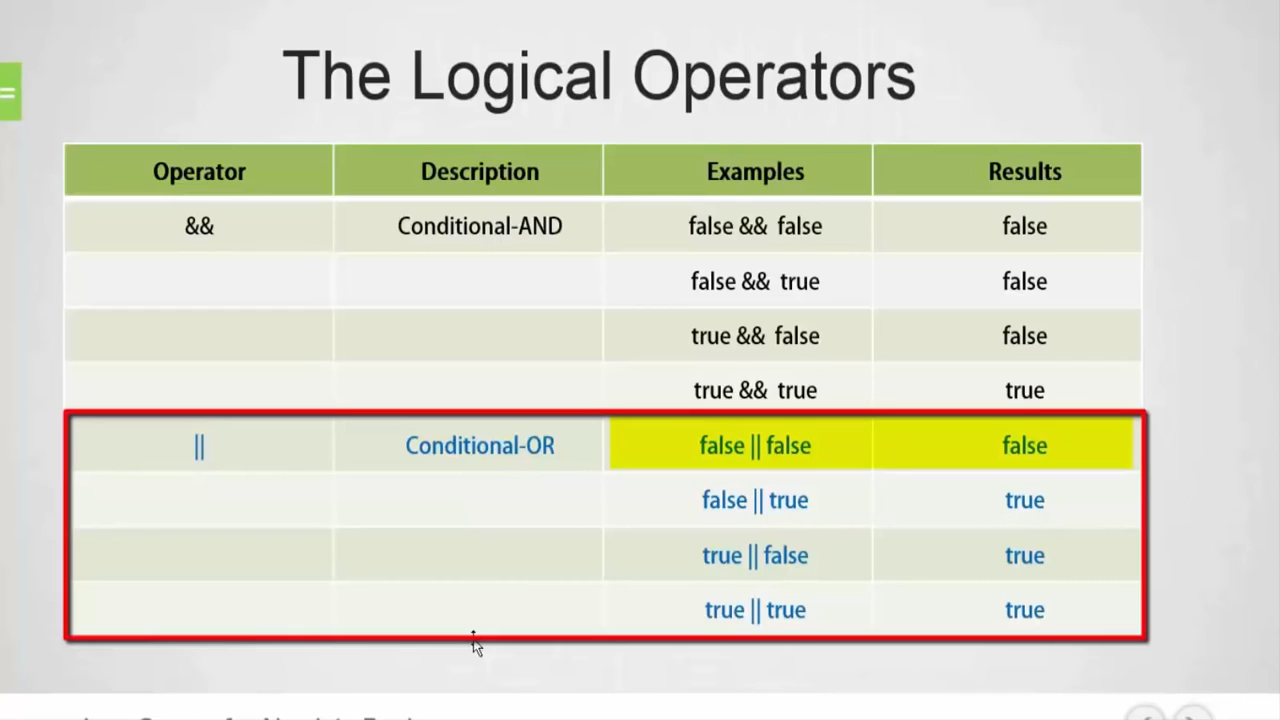 The Logical Operators
=
Operator Description Examples Results
&& Conditional-AND false && false false
false && true false
true && false false
true && true true
|| Conditional-OR false || false false
false || true true
true || false true
true || true true